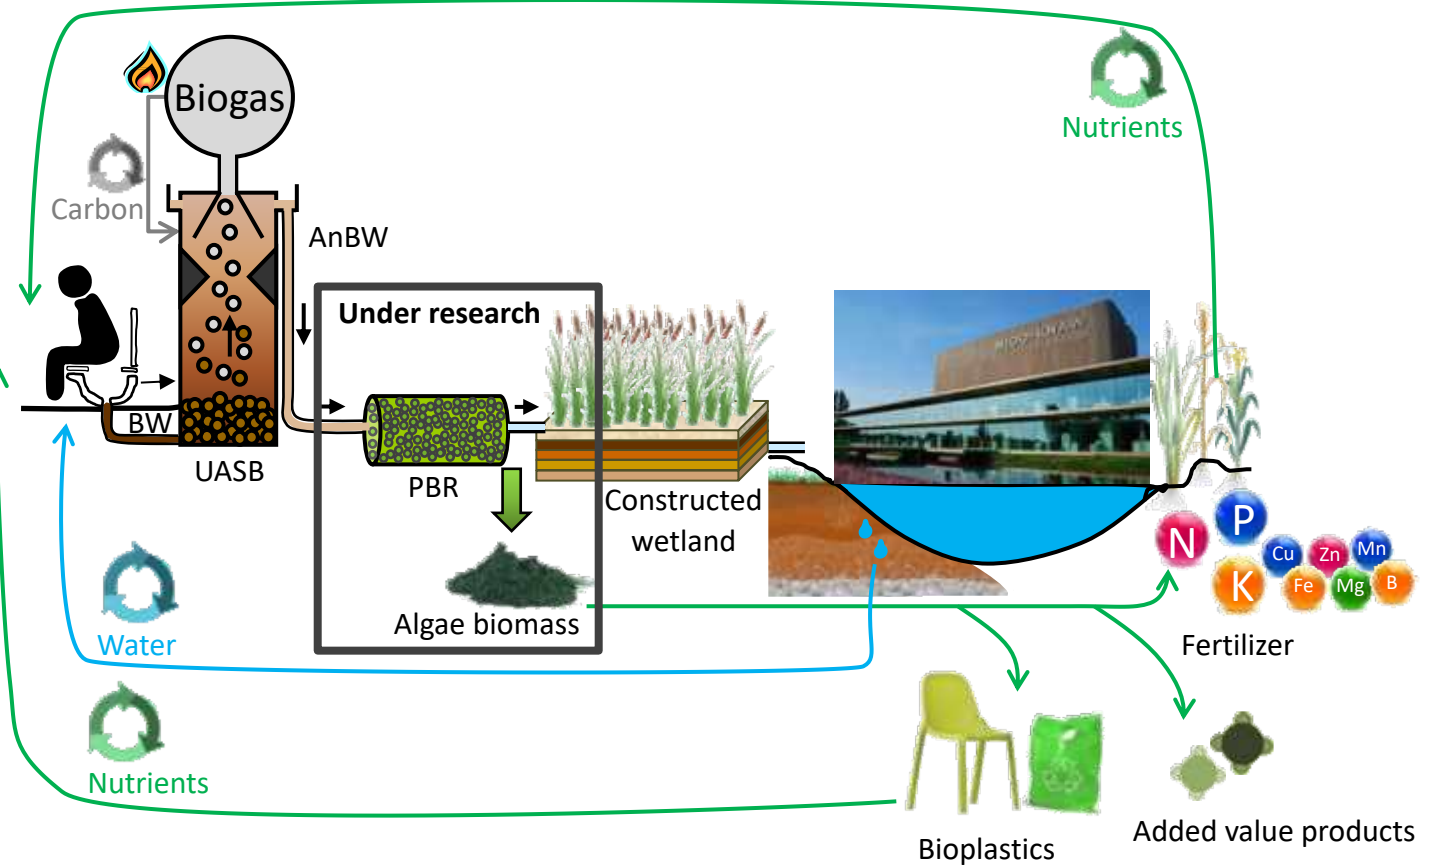 Biogas
Nutrients
Carbon
AnBW
Under research
BW
UASB
PBR
Constructed
wetland
N
P
K
Cu
Zn
Mn
Fe
Mg
B
Algae biomass
Water
Fertilizer
Nutrients
Bioplastics
Added value products